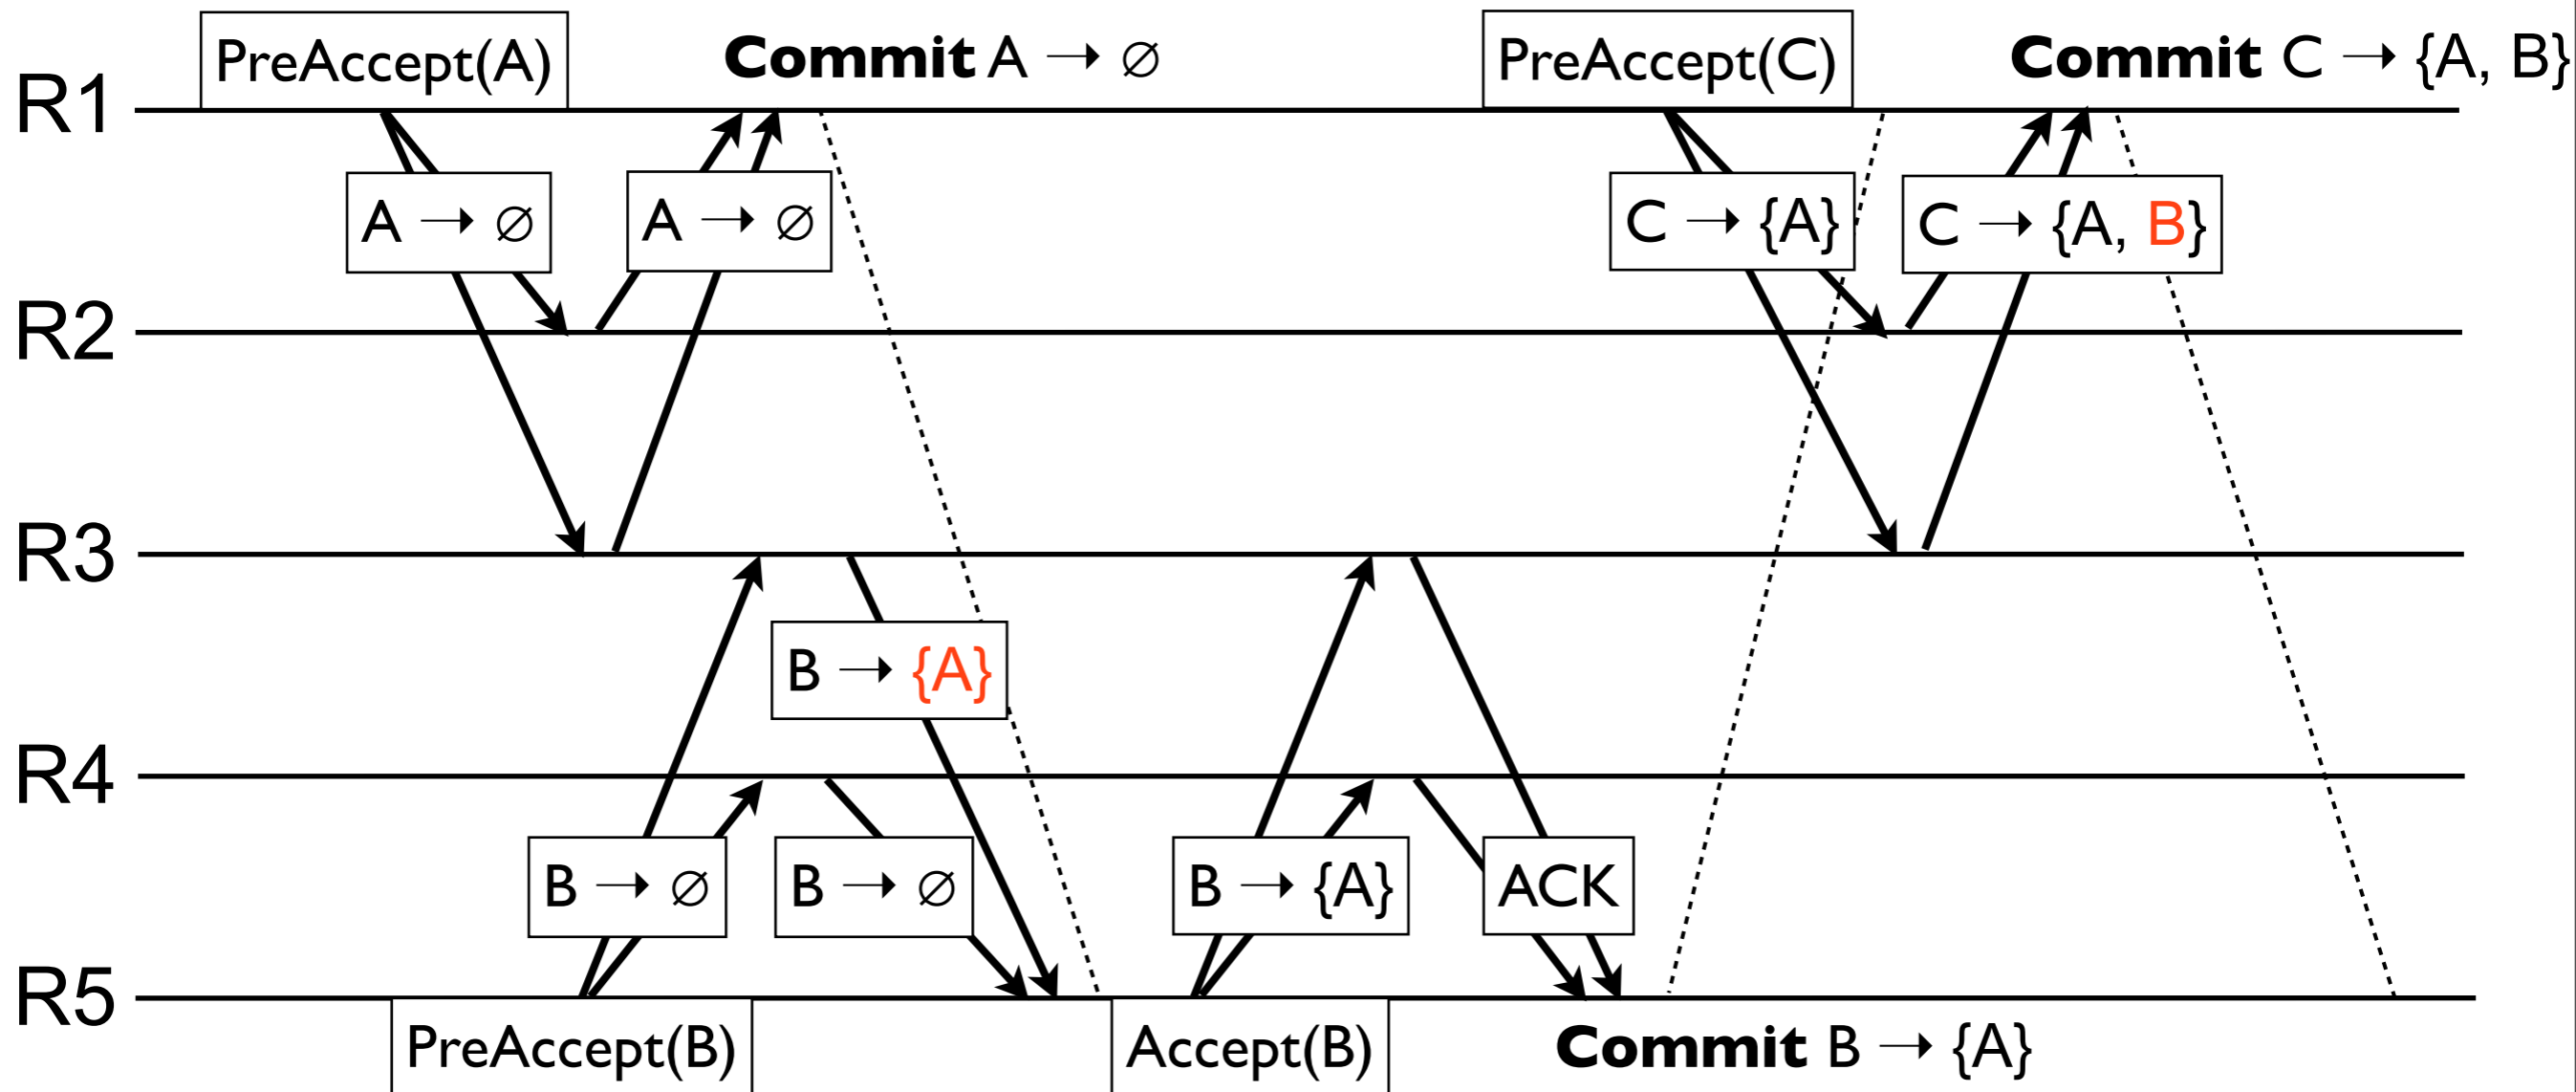 PreAccept(A)
Commit A → ∅
PreAccept(C)
Commit C → {A, B}
R1
A → ∅
A → ∅
C → {A}
C → {A, B}
R2
R3
B → {A}
R4
B → ∅
B → ∅
B → {A}
ACK
R5
PreAccept(B)
Accept(B)
Commit B → {A}